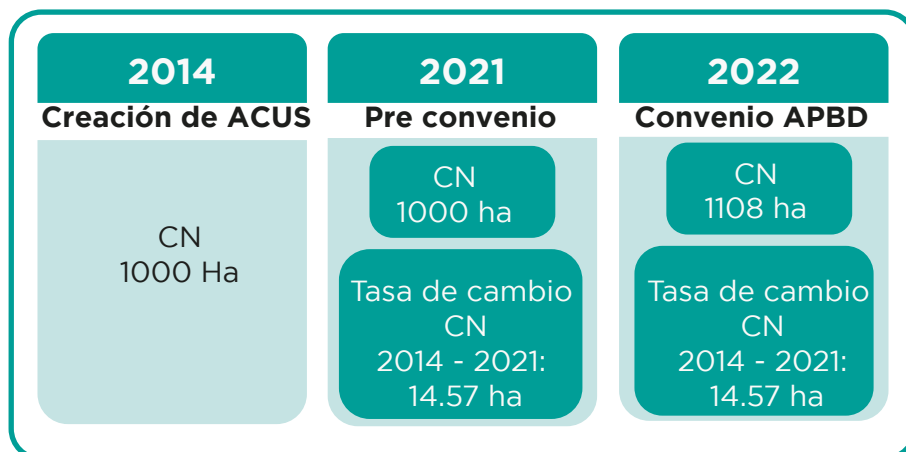 2014
Creación de ACUS
CN
1000 Ha
2021
Pre convenio
CN
1000 ha
Tasa de cambio
CN
2014 - 2021:
14.57 ha
2022
Convenio APBD
CN
1108 ha
Tasa de cambio
CN
2014 - 2021:
14.57 ha